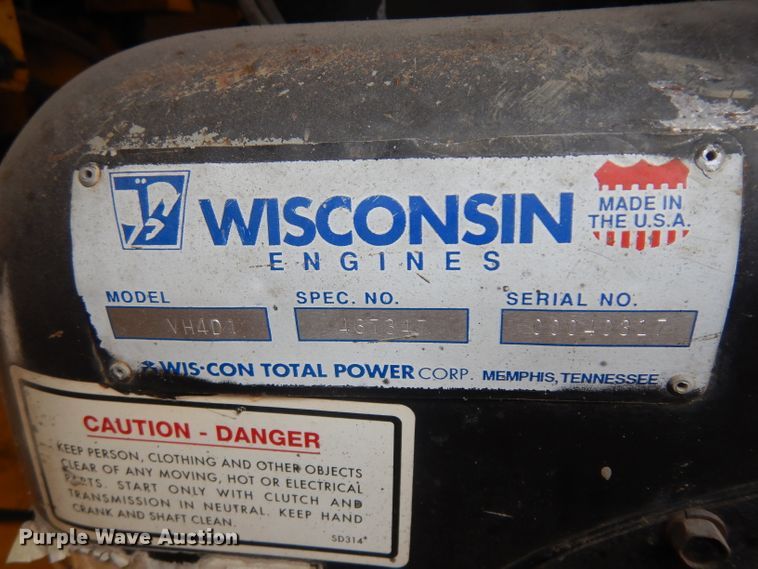 WISCONSIN
ENGINES
MADE IN
THE U.S.A.
MODEL SPEC. NO. SERIAL NO.
VH4D1
WIS-CON TOTAL POWER CORP. MEMPHIS, TENNESSEE
CAUTION - DANGER
KEEP PERSON, CLOTHING AND OTHER OBJECTS
CLEAR OF ANY MOVING, HOT OR ELECTRICAL
PARTS. START ONLY WITH CLUTCH AND
TRANSMISSION IN NEUTRAL. KEEP HAND
CRANK AND SHAFT CLEAN.
SD314*
Purple Wave Auction